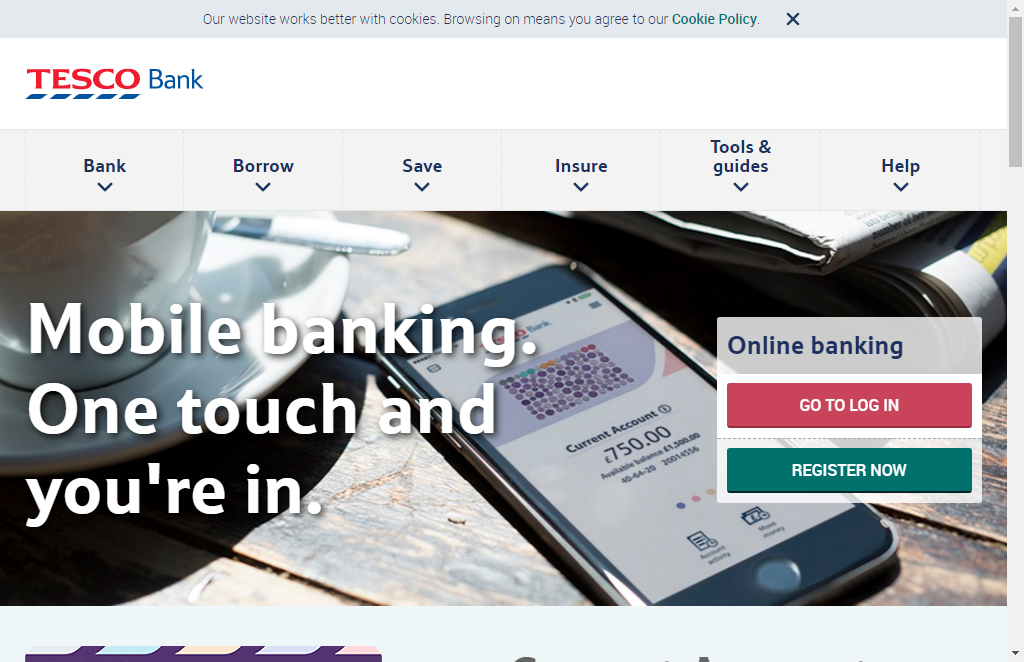 Our website works better with cookies. Browsing on means you agree to our Cookie Policy.
TESCO Bank
Bank
Borrow
Save
Insure
Tools &
guides
Help
Mobile banking.
One touch and
you're in.
Bank
Current Account
£750.00
Available balance £1,500.00
40-64-20 20014556
Account
activity
Move
money
number of her
Online banking
GO TO LOG IN
REGISTER NOW